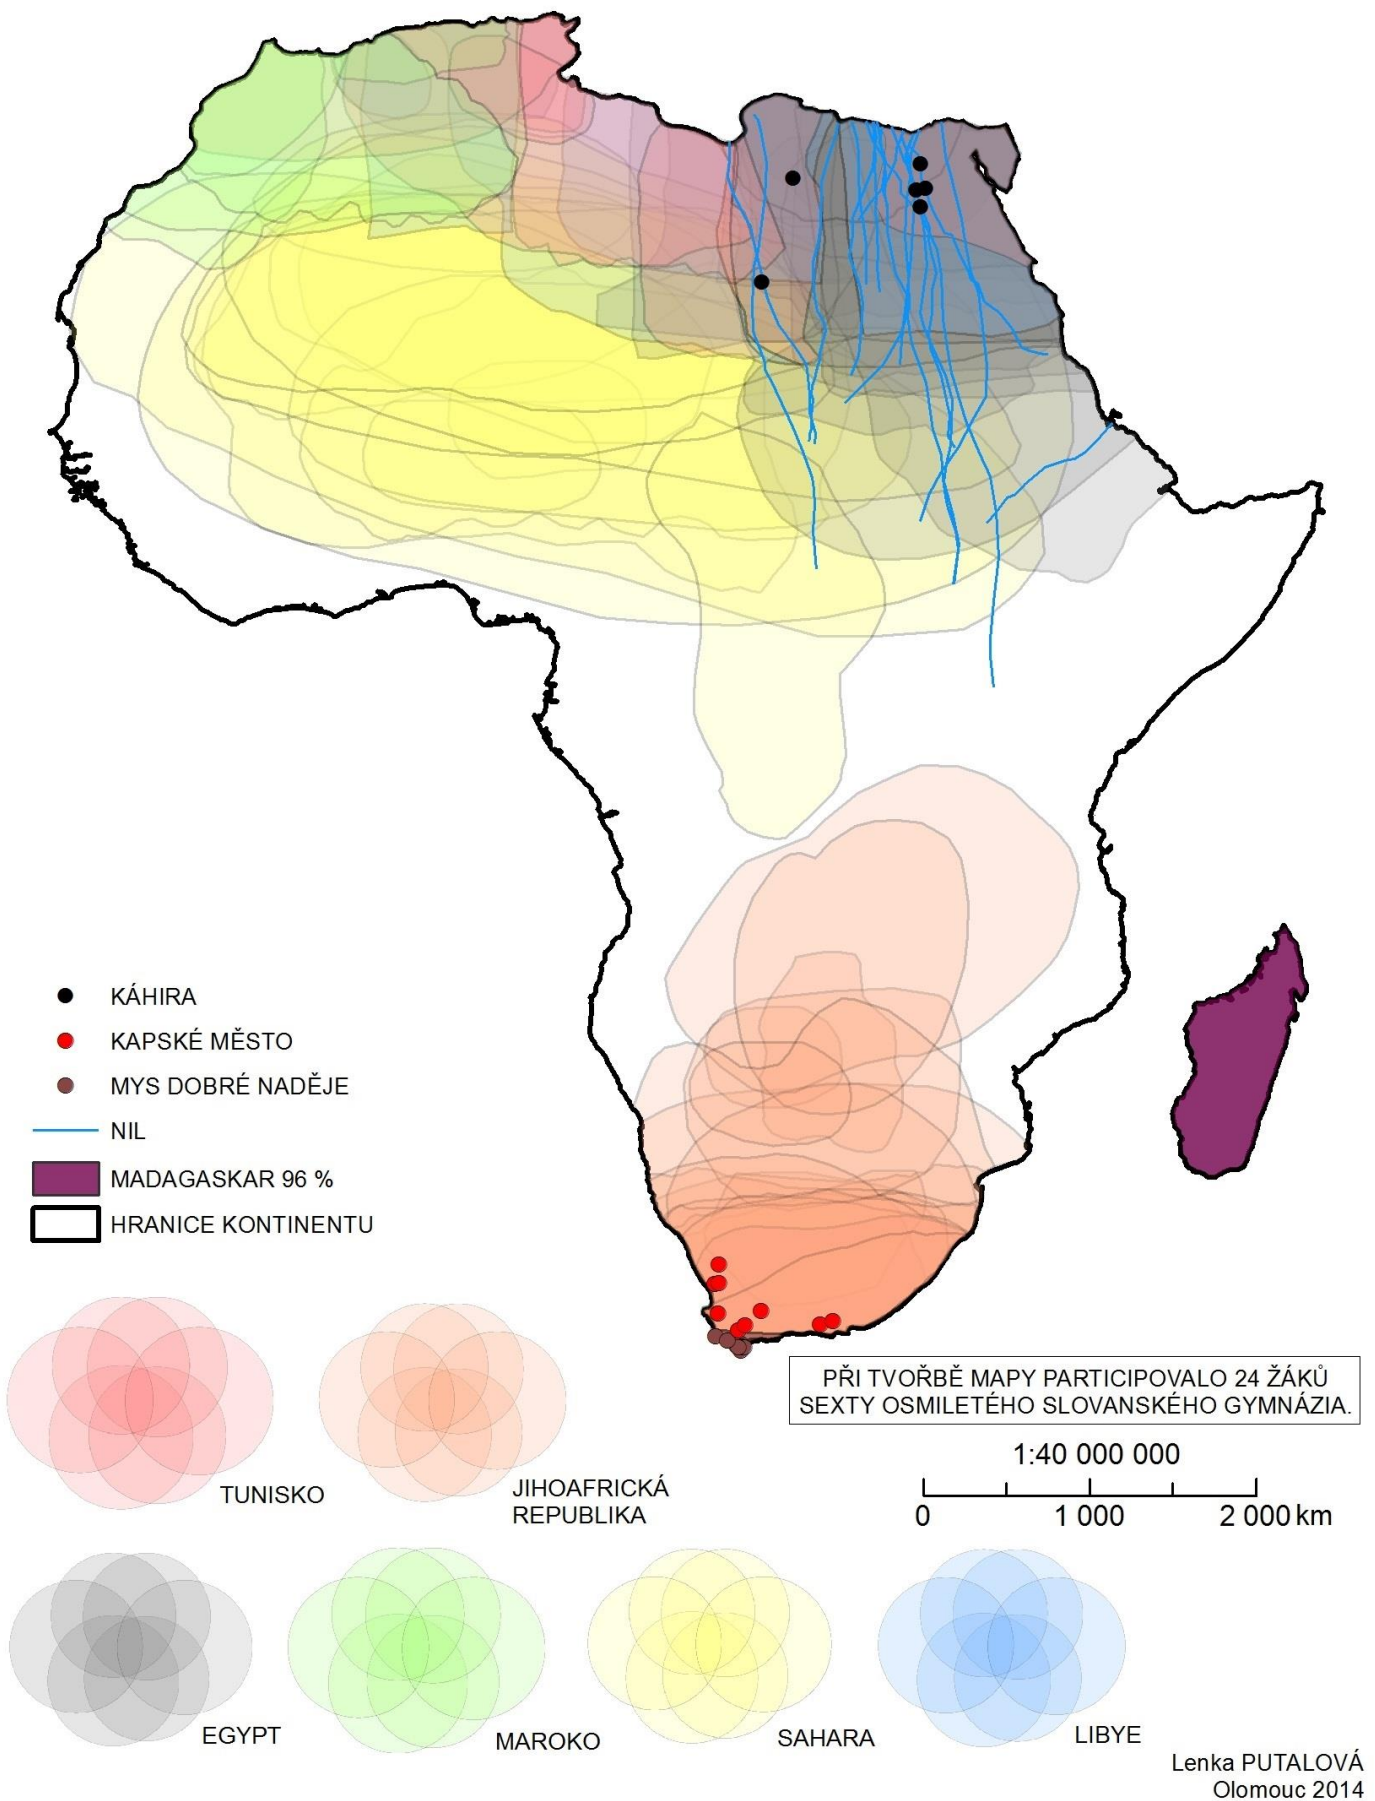 KÁHIRA
KAPSKÉ MĚSTO
MYS DOBRÉ NADĚJE
NIL
MADAGASKAR 96 %
HRANICE KONTINENTU
PŘI TVOŘBĚ MAPY PARTICIPOVALO 24 ŽÁKŮ
SEXTY OSMILETÉHO SLOVANSKÉHO GYMNÁZIA.
1:40 000 000
0 1 000 2 000 km
TUNISKO
JIHOAFRICKÁ
REPUBLIKA
EGYPT
MAROKO
SAHARA
LIBYE
Lenka PUTALOVÁ
Olomouc 2014